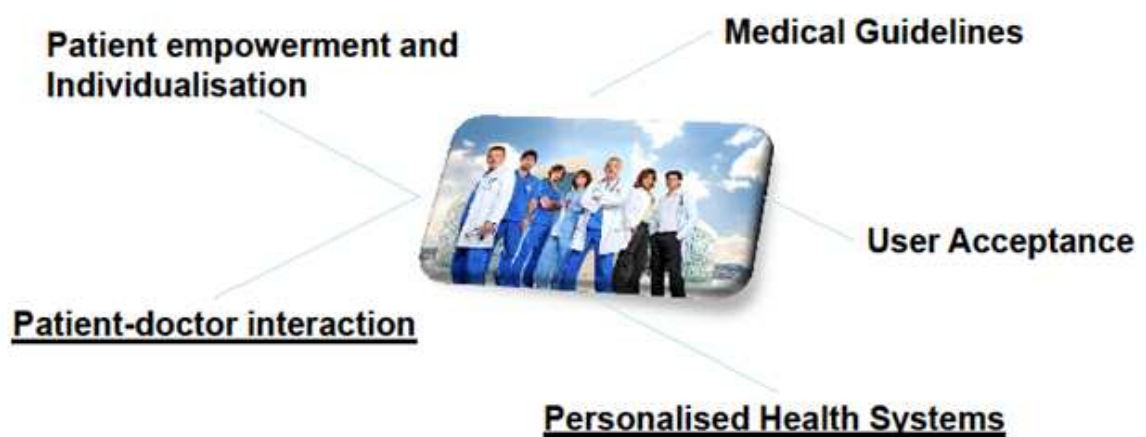 Patient empowerment and
Individualisation
Medical Guidelines
User Acceptance
Patient-doctor interaction
Personalised Health Systems